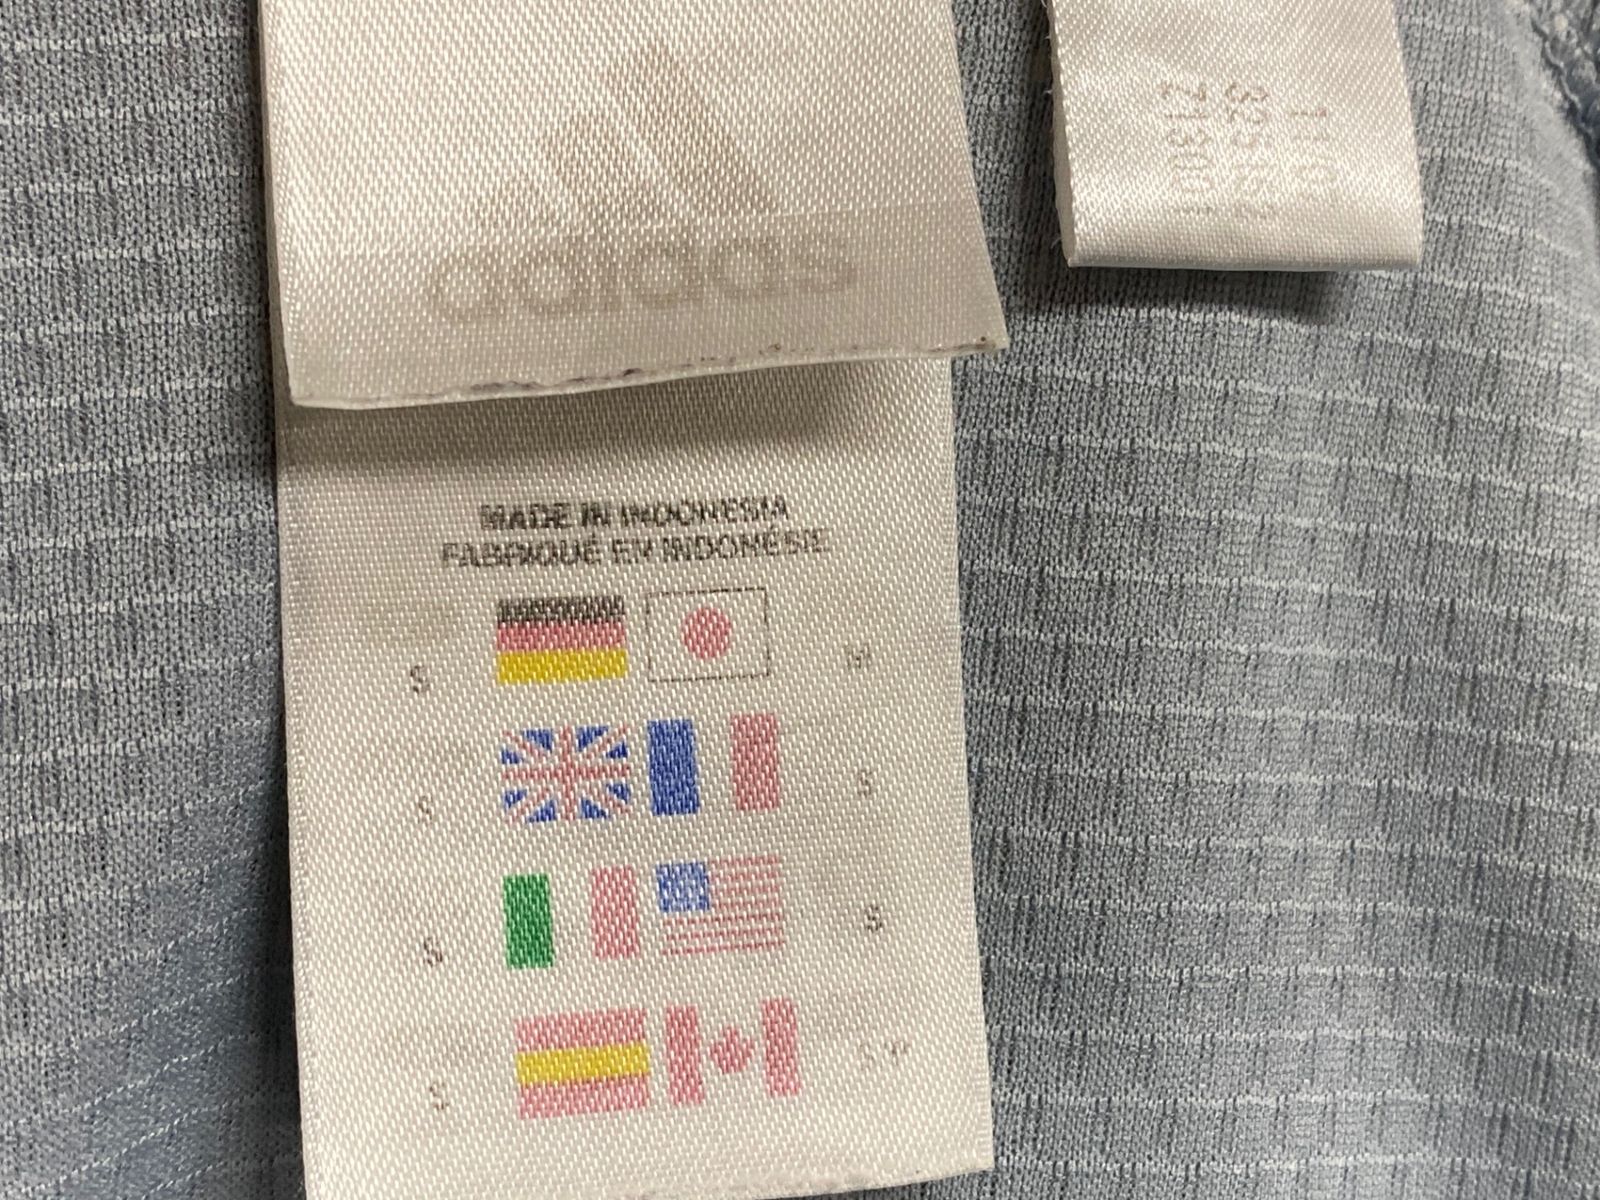 adidas
MADE IN INDONESIA
FABRIQUÉ EN INDONÉSIE
S M
S S
S S
S S/P